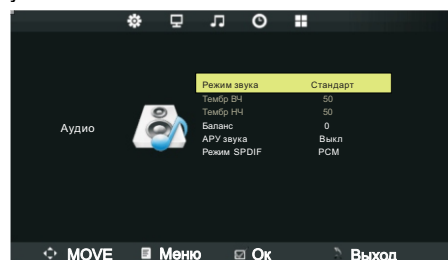 Режим звука Стандарт
Тембр ВЧ 50
Тембр НЧ 50
Аудио
Баланс 0
АРУ звука Выкл
Режим SPDIF PCM
MOVE Меню Ок Выход